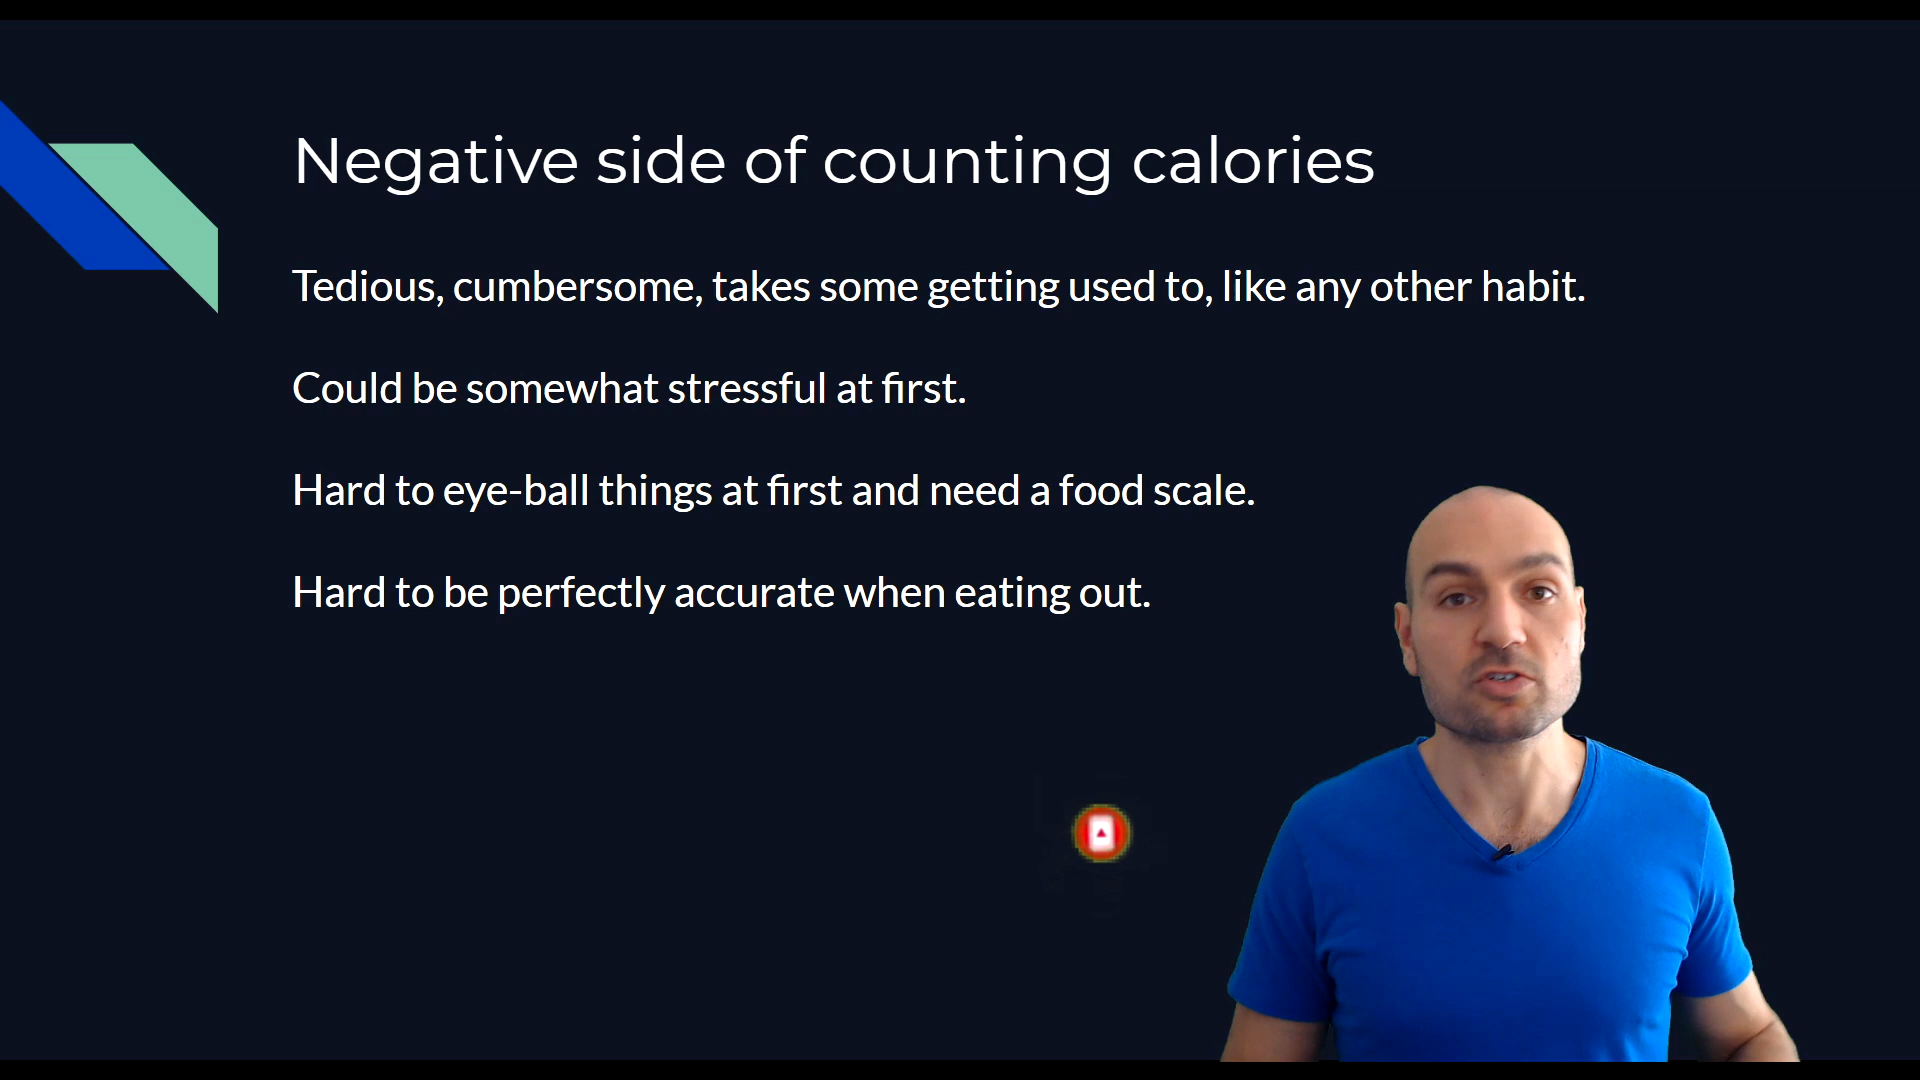 Negative side of counting calories
Tedious, cumbersome, takes some getting used to, like any other habit.
Could be somewhat stressful at first.
Hard to eye-ball things at first and need a food scale.
Hard to be perfectly accurate when eating out.